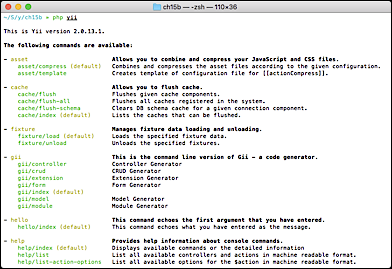 ch15b — -zsh — 110×36
~/S/y/ch15b > php yii
This is Yii version 2.0.13.1.
The following commands are available:
- asset Allows you to combine and compress your JavaScript and CSS files.
asset/compress (default) Combines and compresses the asset files according to the given configuration.
asset/template Creates template of configuration file for [[actionCompress]].
- cache Allows you to flush cache.
cache/flush Flushes given cache components.
cache/flush-all Flushes all caches registered in the system.
cache/flush-schema Clears DB schema cache for a given connection component.
cache/index (default) Lists the caches that can be flushed.
- fixture Manages fixture data loading and unloading.
fixture/load (default) Loads the specified fixture data.
fixture/unload Unloads the specified fixtures.
- gii This is the command line version of Gii - a code generator.
gii/controller Controller Generator
gii/crud CRUD Generator
gii/extension Extension Generator
gii/form Form Generator
gii/index (default)
gii/model Model Generator
gii/module Module Generator
- hello This command echoes the first argument that you have entered.
hello/index (default) This command echoes what you have entered as the message.
- help Provides help information about console commands.
help/index (default) Displays available commands or the detailed information
help/list List all available controllers and actions in machine readable format.
help/list-action-options List all available options for the $action in machine readable format.